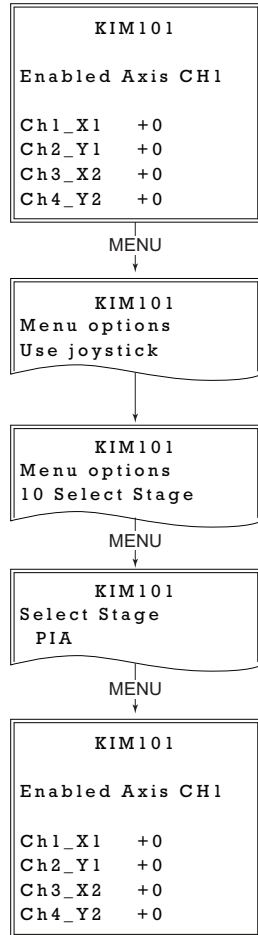 KIM101
Enabled Axis CH1
Ch1_X1 +0
Ch2_Y1 +0
Ch3_X2 +0
Ch4_Y2 +0
MENU
KIM101
Menu options
Use joystick
KIM101
Menu options
10 Select Stage
MENU
KIM101
Select Stage
PIA
MENU
KIM101
Enabled Axis CH1
Ch1_X1 +0
Ch2_Y1 +0
Ch3_X2 +0
Ch4_Y2 +0